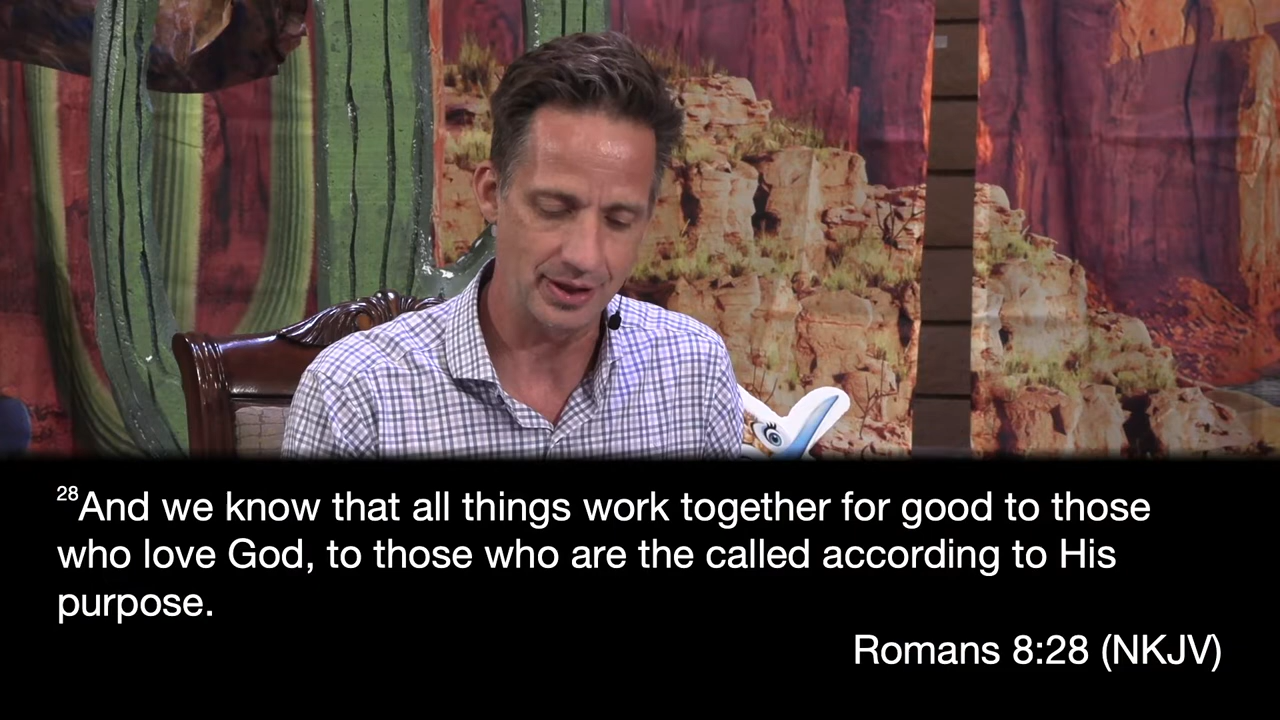 28And we know that all things work together for good to those
who love God, to those who are the called according to His
purpose.
Romans 8:28 (NKJV)